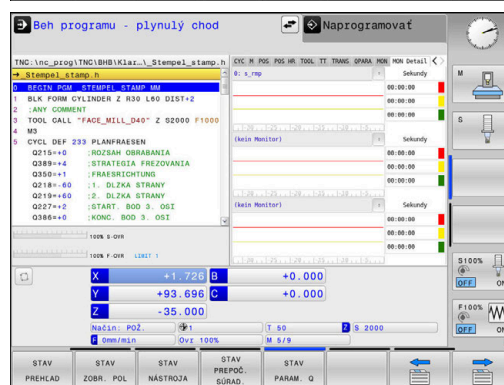 Beh programu - plynulý chod
Naprogramovať
TNC:\nc_prog\TNC\BHB\Klar…\_Stempel_stamp.h
CYC M POS POS HR TOOL TT TRANS OPARA MON MON Detail
→_Stempel_stamp.h
0: s_rmp
Sekundy
0 BEGIN PGM _STEMPEL_STAMP MM
1 BLK FORM CYLINDER Z R30 L60 DIST+2
2 ;ANY COMMENT
3 TOOL CALL "FACE_MILL_D40" Z S2000 F1000
4 M3
5 CYCL DEF 233 PLANFRAESEN
Q215=+0 ;ROZSAH OBRABANIA
Q389=+4 ;STRATEGIA FREZOVANIA
Q350=+1 ;FRAESRICHTUNG
Q218=-60 ;1. DLZKA STRANY
Q219=+60 ;2. DLZKA STRANY
Q227=+2 ;START. BOD 3. OSI
Q386=+0 ;KONC. BOD 3. OSI
00:00:00
00:00:00
00:00:00
(kein Monitor)
Sekundy
00:00:00
00:00:00
00:00:00
(kein Monitor)
Sekundy
00:00:00
00:00:00
00:00:00
100% S-OVR
100% F-OVR LIMIT 1
X +1.726 B +0.000
Y +93.696 C +0.000
Z -35.000
Način: POŽ. 1 T 50 Z S 2000
F 0mm/min Ovr 100% M 5/9
M
S
S100%
OFF ON
F100%
OFF ON
STAV PREHĽAD
STAV ZOBR. POL
STAV NÁSTROJA
STAV PREPOČ. SÚRAD.
STAV PARAM. Q